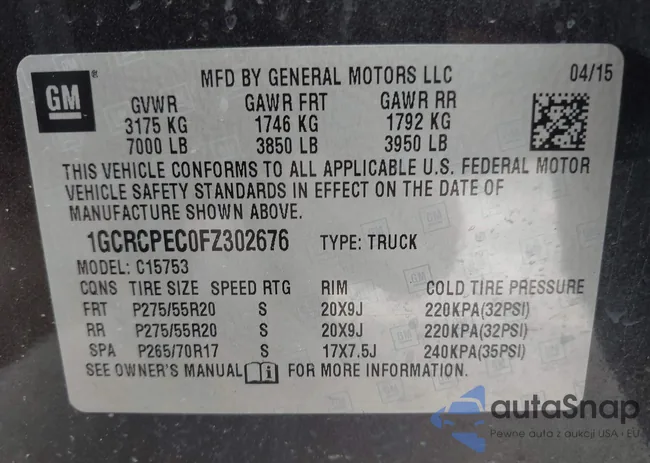 GM
MFD BY GENERAL MOTORS LLC 04/15
GVWR GAWR FRT GAWR RR
3175 KG 1746 KG 1792 KG
7000 LB 3850 LB 3950 LB
THIS VEHICLE CONFORMS TO ALL APPLICABLE U.S. FEDERAL MOTOR
VEHICLE SAFETY STANDARDS IN EFFECT ON THE DATE OF
MANUFACTURE SHOWN ABOVE.
1GCRCPEC0FZ302676 TYPE: TRUCK
MODEL: C15753
CQNS TIRE SIZE SPEED RTG RIM COLD TIRE PRESSURE
FRT P275/55R20 S 20X9J 220KPA(32PSI)
RR P275/55R20 S 20X9J 220KPA(32PSI)
SPA P265/70R17 S 17X7.5J 240KPA(35PSI)
SEE OWNER'S MANUAL FOR MORE INFORMATION.
autaSnap
Pewne auta z aukcji USA i EU